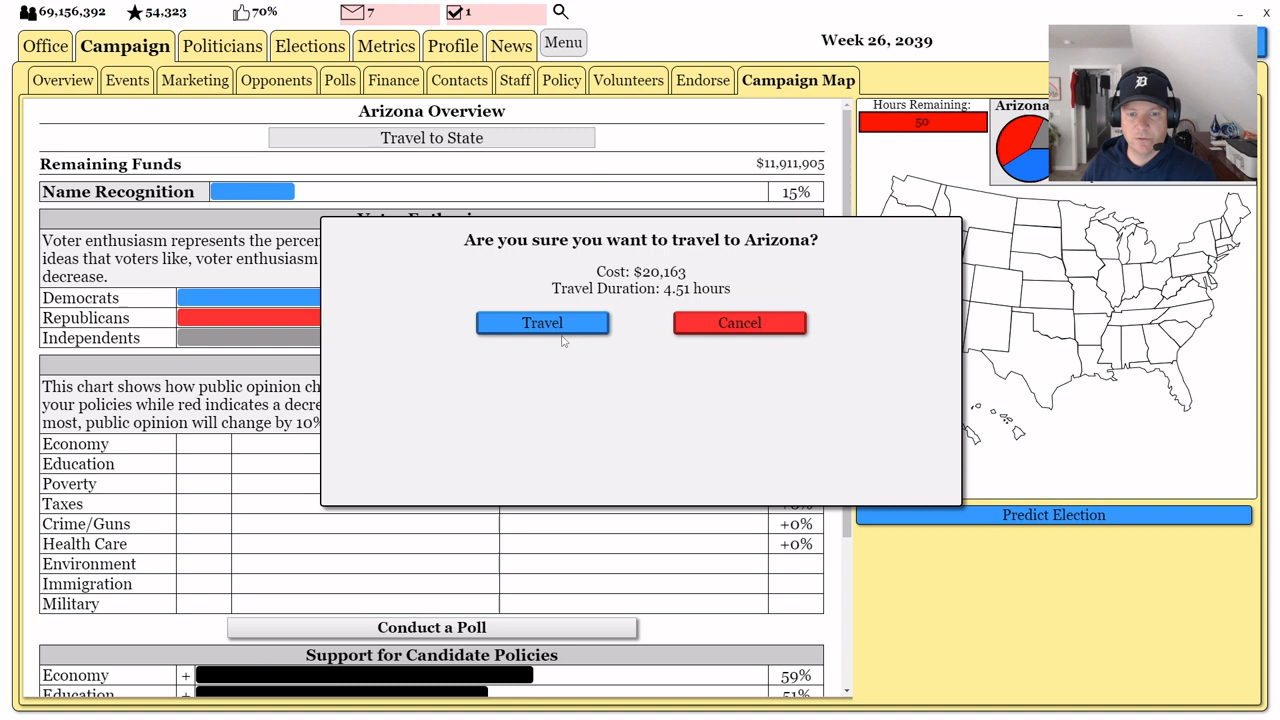 69,156,392 54,323 70% 7 1
_ X
Office Campaign Politicians Elections Metrics Profile News Menu
Week 26, 2039
Overview Events Marketing Opponents Polls Finance Contacts Staff Policy Volunteers Endorse Campaign Map
Arizona Overview
Travel to State
Remaining Funds $11,911,905
Name Recognition 15%
Voter enthusiasm represents the percen
ideas that voters like, voter enthusiasm
decrease.
Democrats
Republicans
Independents
This chart shows how public opinion ch
your policies while red indicates a decre
most, public opinion will change by 10%
Economy
Education
Poverty
Taxes
Crime/Guns +0%
Health Care +0%
Environment
Immigration
Military
Conduct a Poll
Support for Candidate Policies
Economy + 59%
Education + 51%
Are you sure you want to travel to Arizona?
Cost: $20,163
Travel Duration: 4.51 hours
Travel Cancel
Hours Remaining:
50
Arizona
Predict Election